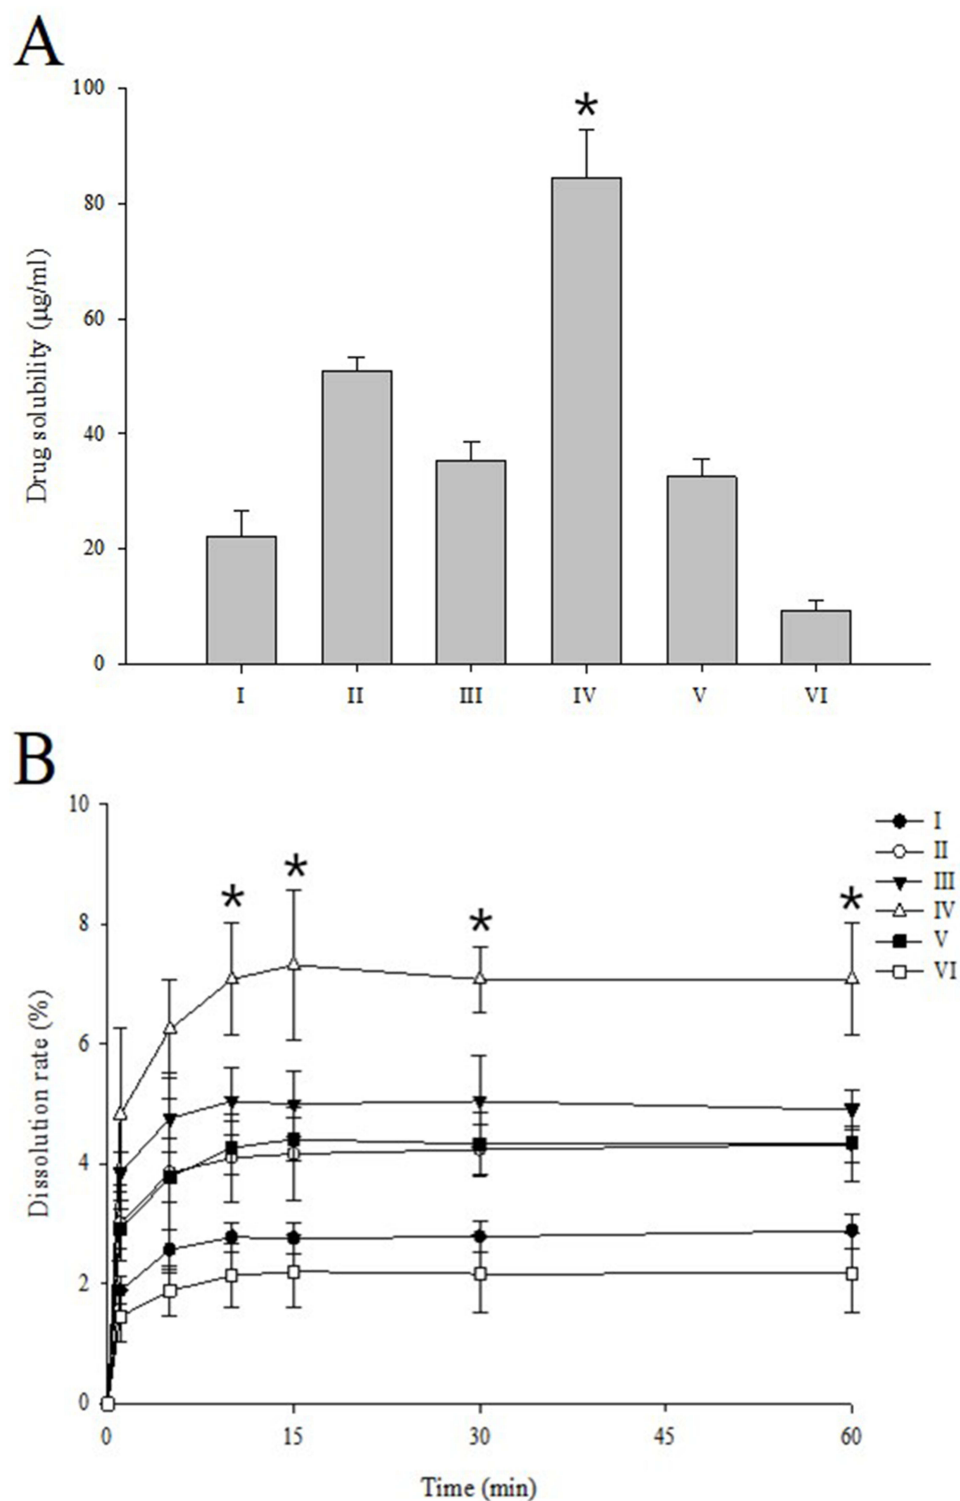 A
100
80
60
40
20
0
Drug solubility (µg/ml)
*
I II III IV V VI
B
10
8
6
4
2
0
Dissolution rate (%)
* * * *
I
II
III
IV
V
VI
0 15 30 45 60
Time (min)